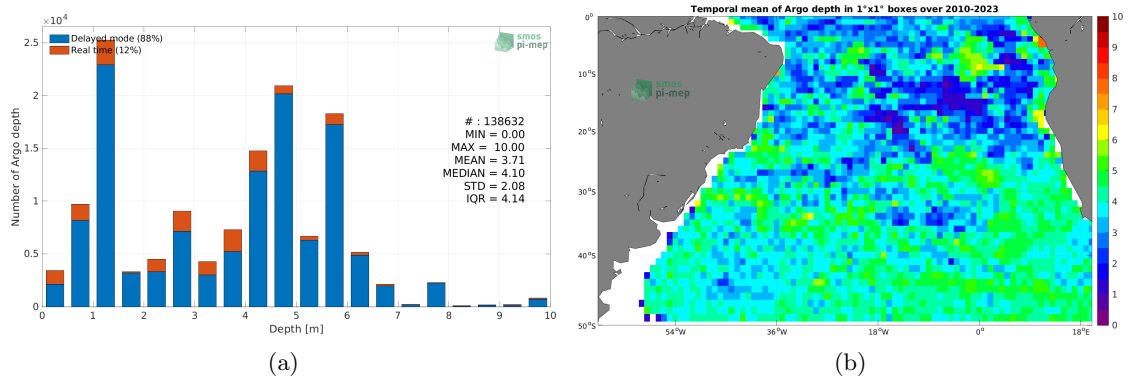 ×10⁴
Delayed mode (88%)
Real time (12%)
smos
pi-mep
# : 138632
MIN = 0.00
MAX = 10.00
MEAN = 3.71
MEDIAN = 4.10
STD = 2.08
IQR = 4.14
Number of Argo depth
2.5
2
1.5
1
0.5
0
0 1 2 3 4 5 6 7 8 9 10
Depth [m]
(a)
Temporal mean of Argo depth in 1°x1° boxes over 2010-2023
smos
pi-mep
0°
10°S
20°S
30°S
40°S
50°S
54°W 36°W 18°W 0° 18°E
10
9
8
7
6
5
4
3
2
1
0
(b)